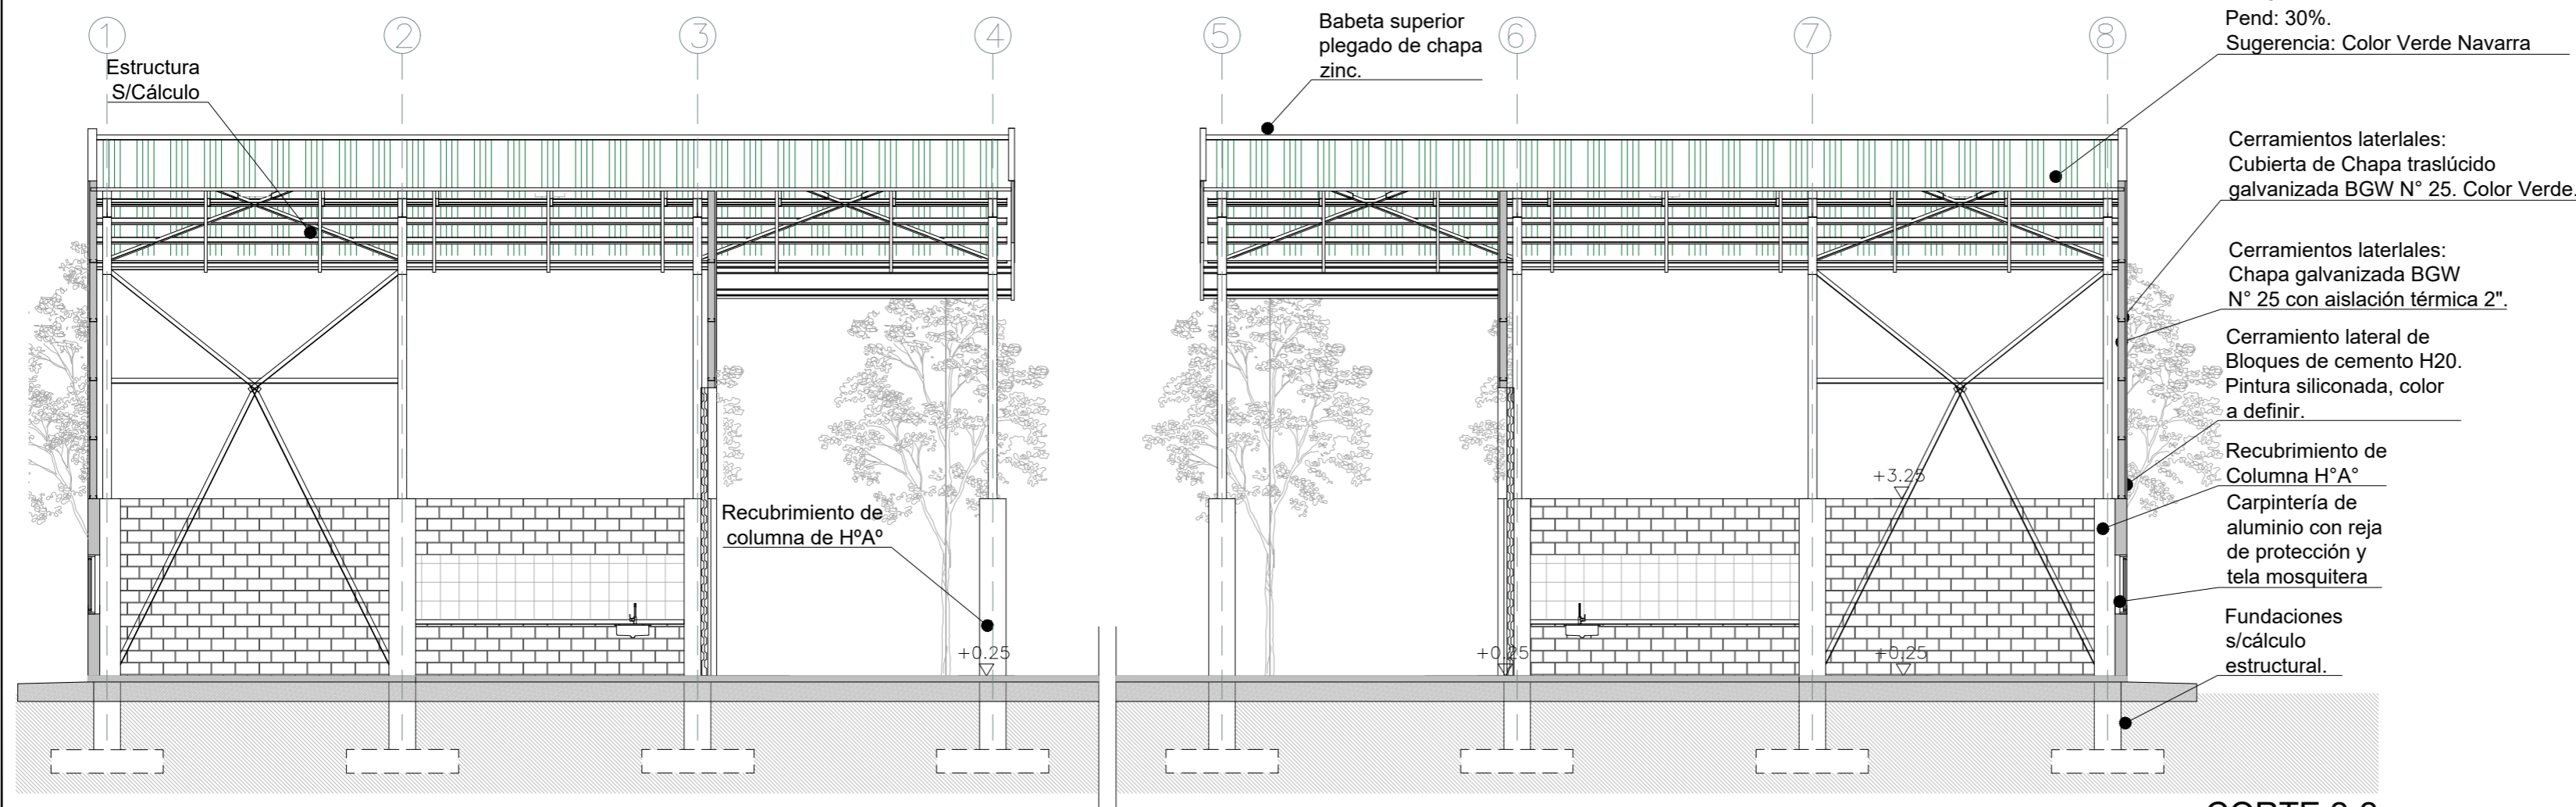 1
2
3
4
5
6
7
8
Estructura
S/Cálculo
Babeta superior
plegado de chapa
zinc.
Pend: 30%.
Sugerencia: Color Verde Navarra
Cerramientos laterlales:
Cubierta de Chapa traslúcido
galvanizada BGW N° 25. Color Verde.
Cerramientos laterlales:
Chapa galvanizada BGW
N° 25 con aislación térmica 2".
Cerramiento lateral de
Bloques de cemento H20.
Pintura siliconada, color
a definir.
Recubrimiento de
Columna H°A°
Carpintería de
aluminio con reja
de protección y
tela mosquitera
Fundaciones
s/cálculo
estructural.
Recubrimiento de
columna de HºAº
+3.25
+0.25
+0.25
+0.25